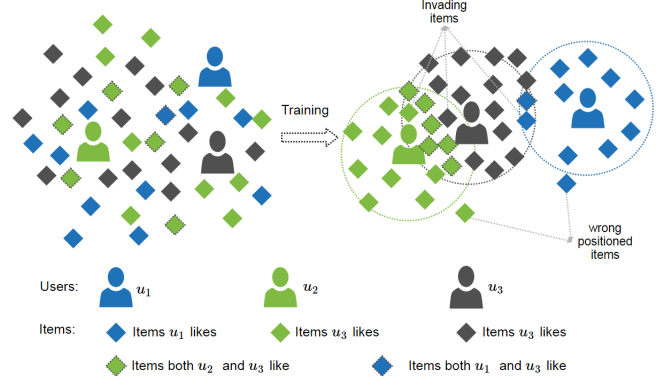 Invading
items
Training
wrong
positioned
items
Users: u1 u2 u3
Items: Items u1 likes Items u3 likes Items u3 likes
Items both u2 and u3 like Items both u1 and u3 like